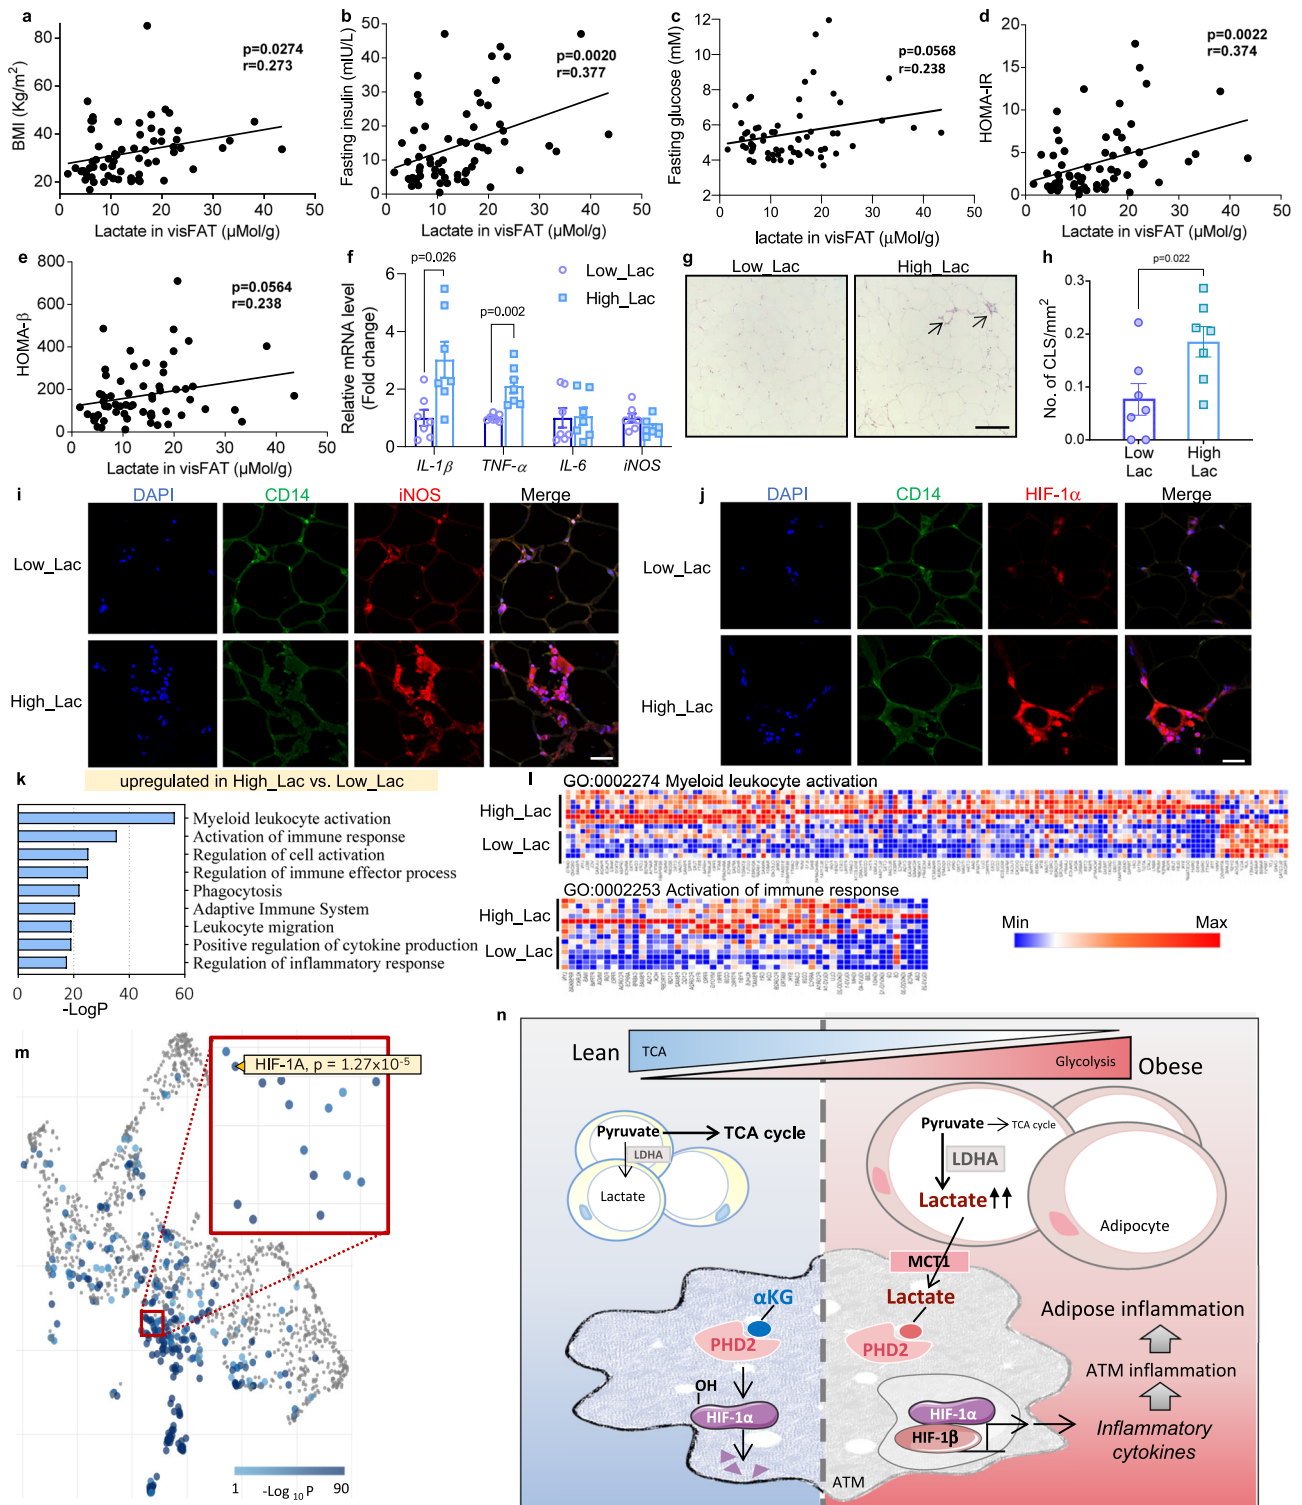 a
BMI (Kg/m²)
80
60
40
20
p=0.0274
r=0.273
0 10 20 30 40 50
Lactate in visFAT (µMol/g)
b
Fasting insulin (mIU/L)
50
40
30
20
10
0
p=0.0020
r=0.377
0 10 20 30 40 50
Lactate in visFAT (µMol/g)
c
Fasting glucose (mM)
12
10
8
6
4
2
p=0.0568
r=0.238
0 10 20 30 40 50
lactate in visFAT (µMol/g)
d
HOMA-IR
20
15
10
5
0
p=0.0022
r=0.374
0 10 20 30 40 50
Lactate in visFAT (µMol/g)
e
HOMA-β
800
600
400
200
0
p=0.0564
r=0.238
0 10 20 30 40 50
Lactate in visFAT (µMol/g)
f
Relative mRNA level
(Fold change)
6
4
2
0
p=0.026
p=0.002
Low_Lac
High_Lac
IL-1β TNF-α IL-6 iNOS
g
Low_Lac High_Lac
h
No. of CLS/mm²
0.3
0.2
0.1
0.0
p=0.022
Low
Lac
High
Lac
i
DAPI CD14 iNOS Merge
Low_Lac
High_Lac
j
DAPI CD14 HIF-1α Merge
Low_Lac
High_Lac
k
upregulated in High_Lac vs. Low_Lac
Myeloid leukocyte activation
Activation of immune response
Regulation of cell activation
Regulation of immune effector process
Phagocytosis
Adaptive Immune System
Leukocyte migration
Positive regulation of cytokine production
Regulation of inflammatory response
0 20 40 60
-LogP
l
GO:0002274 Myeloid leukocyte activation
High_Lac
Low_Lac
GO:0002253 Activation of immune response
High_Lac
Low_Lac
Min Max
m
HIF-1A, p = 1.27x10⁻⁵
1 -Log ₁₀ P 90
n
Lean
TCA
Glycolysis
Obese
Pyruvate TCA cycle
LDHA
Lactate
Pyruvate TCA cycle
LDHA
Lactate
Adipocyte
MCT1
Lactate
αKG
PHD2
PHD2
OH
HIF-1α
HIF-1α
HIF-1β
ATM
Adipose inflammation
ATM inflammation
Inflammatory
cytokines